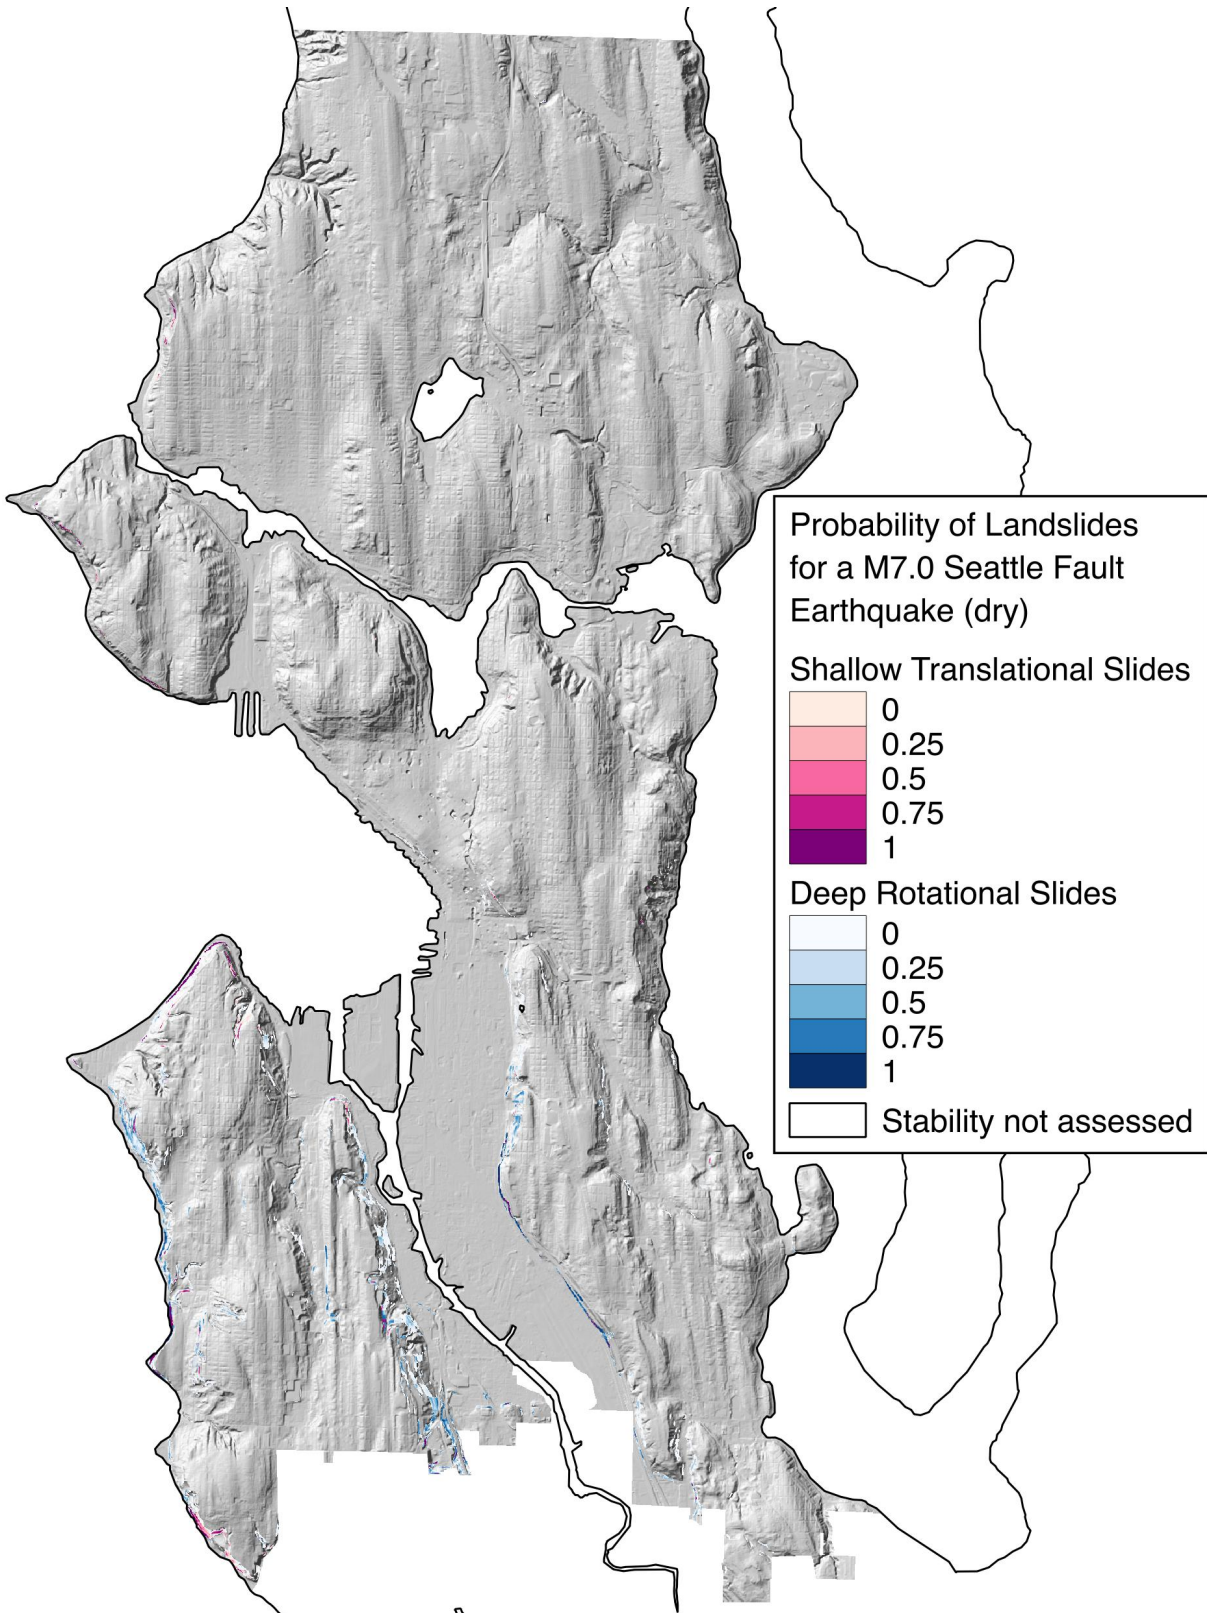 Probability of Landslides
for a M7.0 Seattle Fault
Earthquake (dry)
Shallow Translational Slides
0
0.25
0.5
0.75
1
Deep Rotational Slides
0
0.25
0.5
0.75
1
Stability not assessed